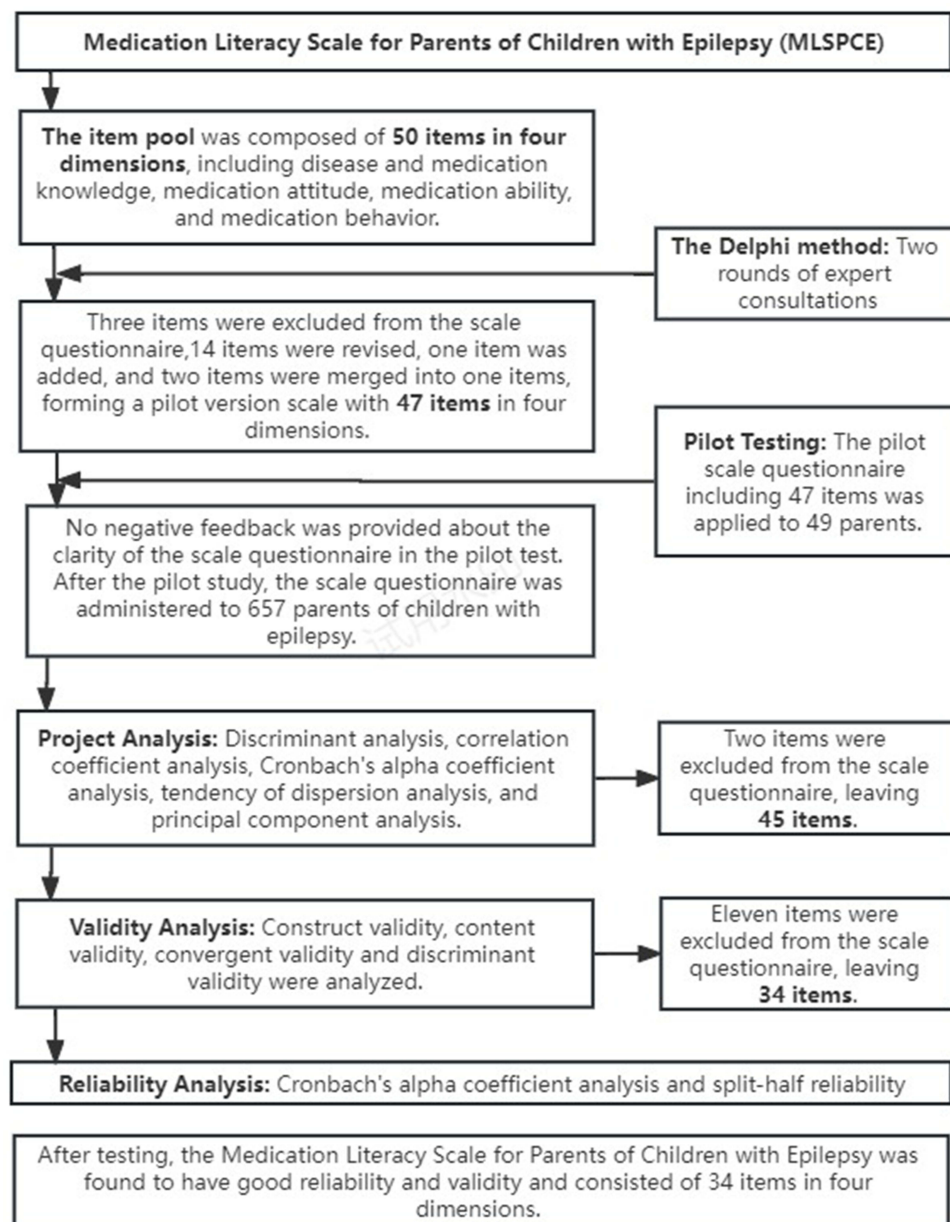 Medication Literacy Scale for Parents of Children with Epilepsy (MLSPCE)
The item pool was composed of 50 items in four
dimensions, including disease and medication
knowledge, medication attitude, medication ability,
and medication behavior.
The Delphi method: Two
rounds of expert
consultations
Three items were excluded from the scale
questionnaire,14 items were revised, one item was
added, and two items were merged into one items,
forming a pilot version scale with 47 items in four
dimensions.
Pilot Testing: The pilot
scale questionnaire
including 47 items was
applied to 49 parents.
No negative feedback was provided about the
clarity of the scale questionnaire in the pilot test.
After the pilot study, the scale questionnaire was
administered to 657 parents of children with
epilepsy.
Project Analysis: Discriminant analysis, correlation
coefficient analysis, Cronbach's alpha coefficient
analysis, tendency of dispersion analysis, and
principal component analysis.
Two items were
excluded from the scale
questionnaire, leaving
45 items.
Validity Analysis: Construct validity, content
validity, convergent validity and discriminant
validity were analyzed.
Eleven items were
excluded from the scale
questionnaire, leaving
34 items.
Reliability Analysis: Cronbach's alpha coefficient analysis and split-half reliability
After testing, the Medication Literacy Scale for Parents of Children with Epilepsy was
found to have good reliability and validity and consisted of 34 items in four
dimensions.